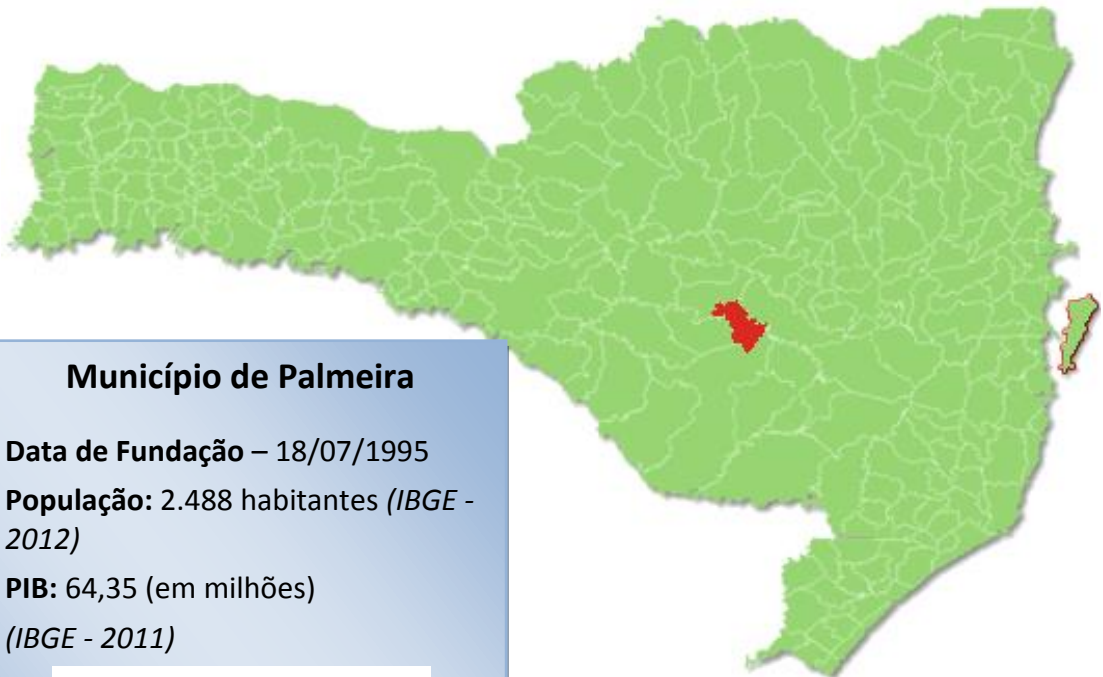 Município de Palmeira
Data de Fundação – 18/07/1995
População: 2.488 habitantes (IBGE -
2012)
PIB: 64,35 (em milhões)
(IBGE - 2011)